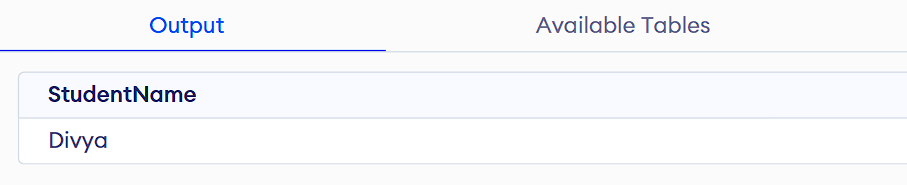 Output Available Tables
StudentName
Divya